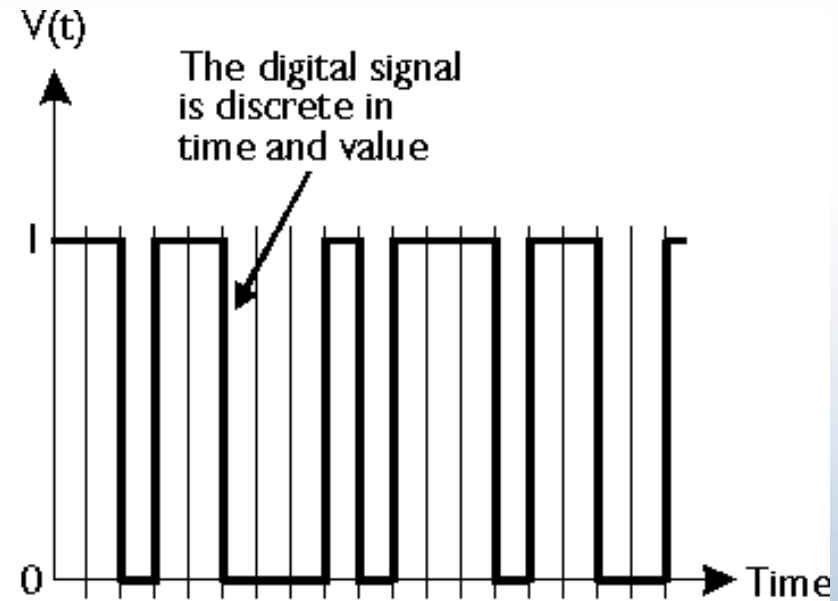 V(t)
The digital signal
is discrete in
time and value
1
0
Time